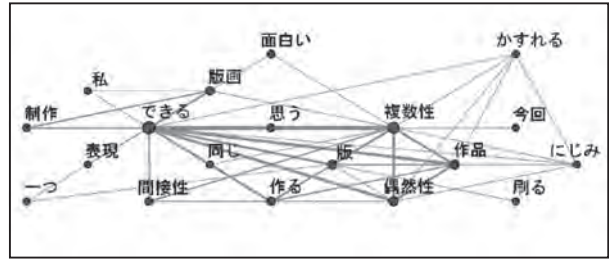 面白い かすれる
私 版画
制作 できる 思う 複数性 今回
表現 同じ 版 作品 にじみ
一つ 間接性 作る 偶然性 刷る